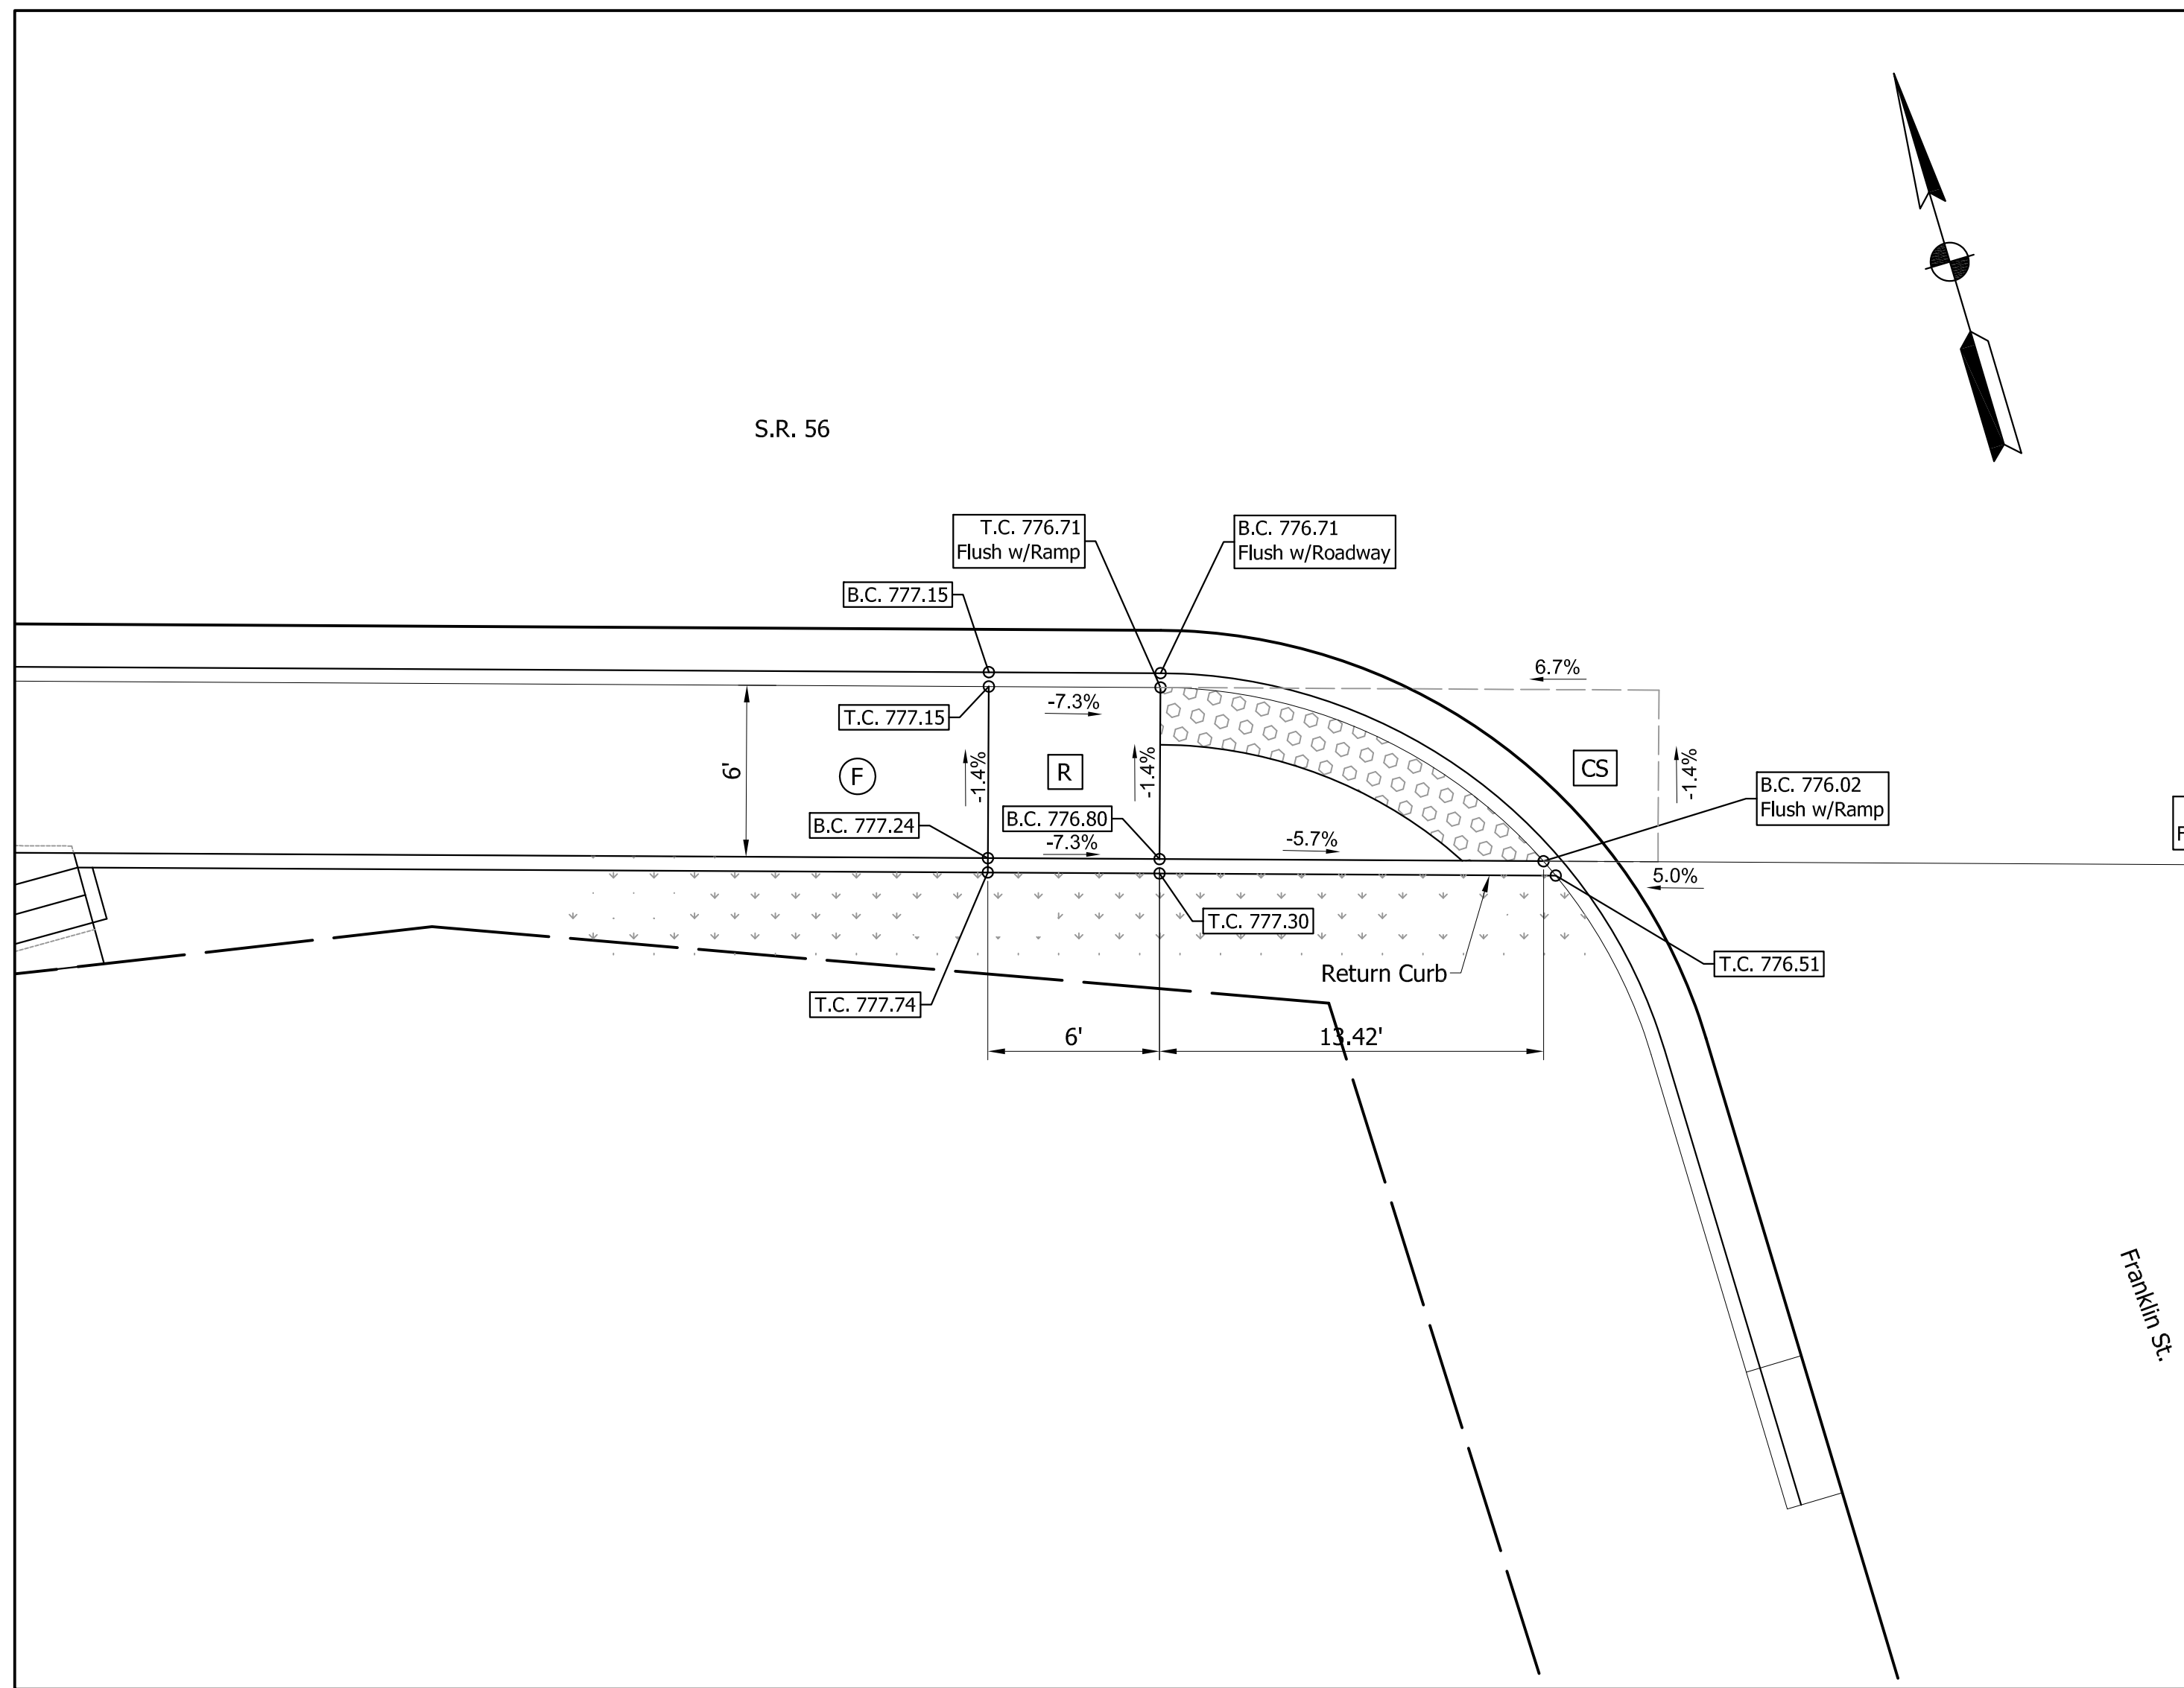 S.R. 56
T.C. 776.71
Flush w/Ramp
B.C. 776.71
Flush w/Roadway
B.C. 777.15
6.7%
T.C. 777.15
-7.3%
6'
F
-1.4%
R
-1.4%
CS
-1.4%
B.C. 776.02
Flush w/Ramp
B.C. 777.24
B.C. 776.80
-7.3%
-5.7%
F
5.0%
T.C. 777.30
T.C. 776.51
Return Curb
T.C. 777.74
6'
13.42'
Franklin St.